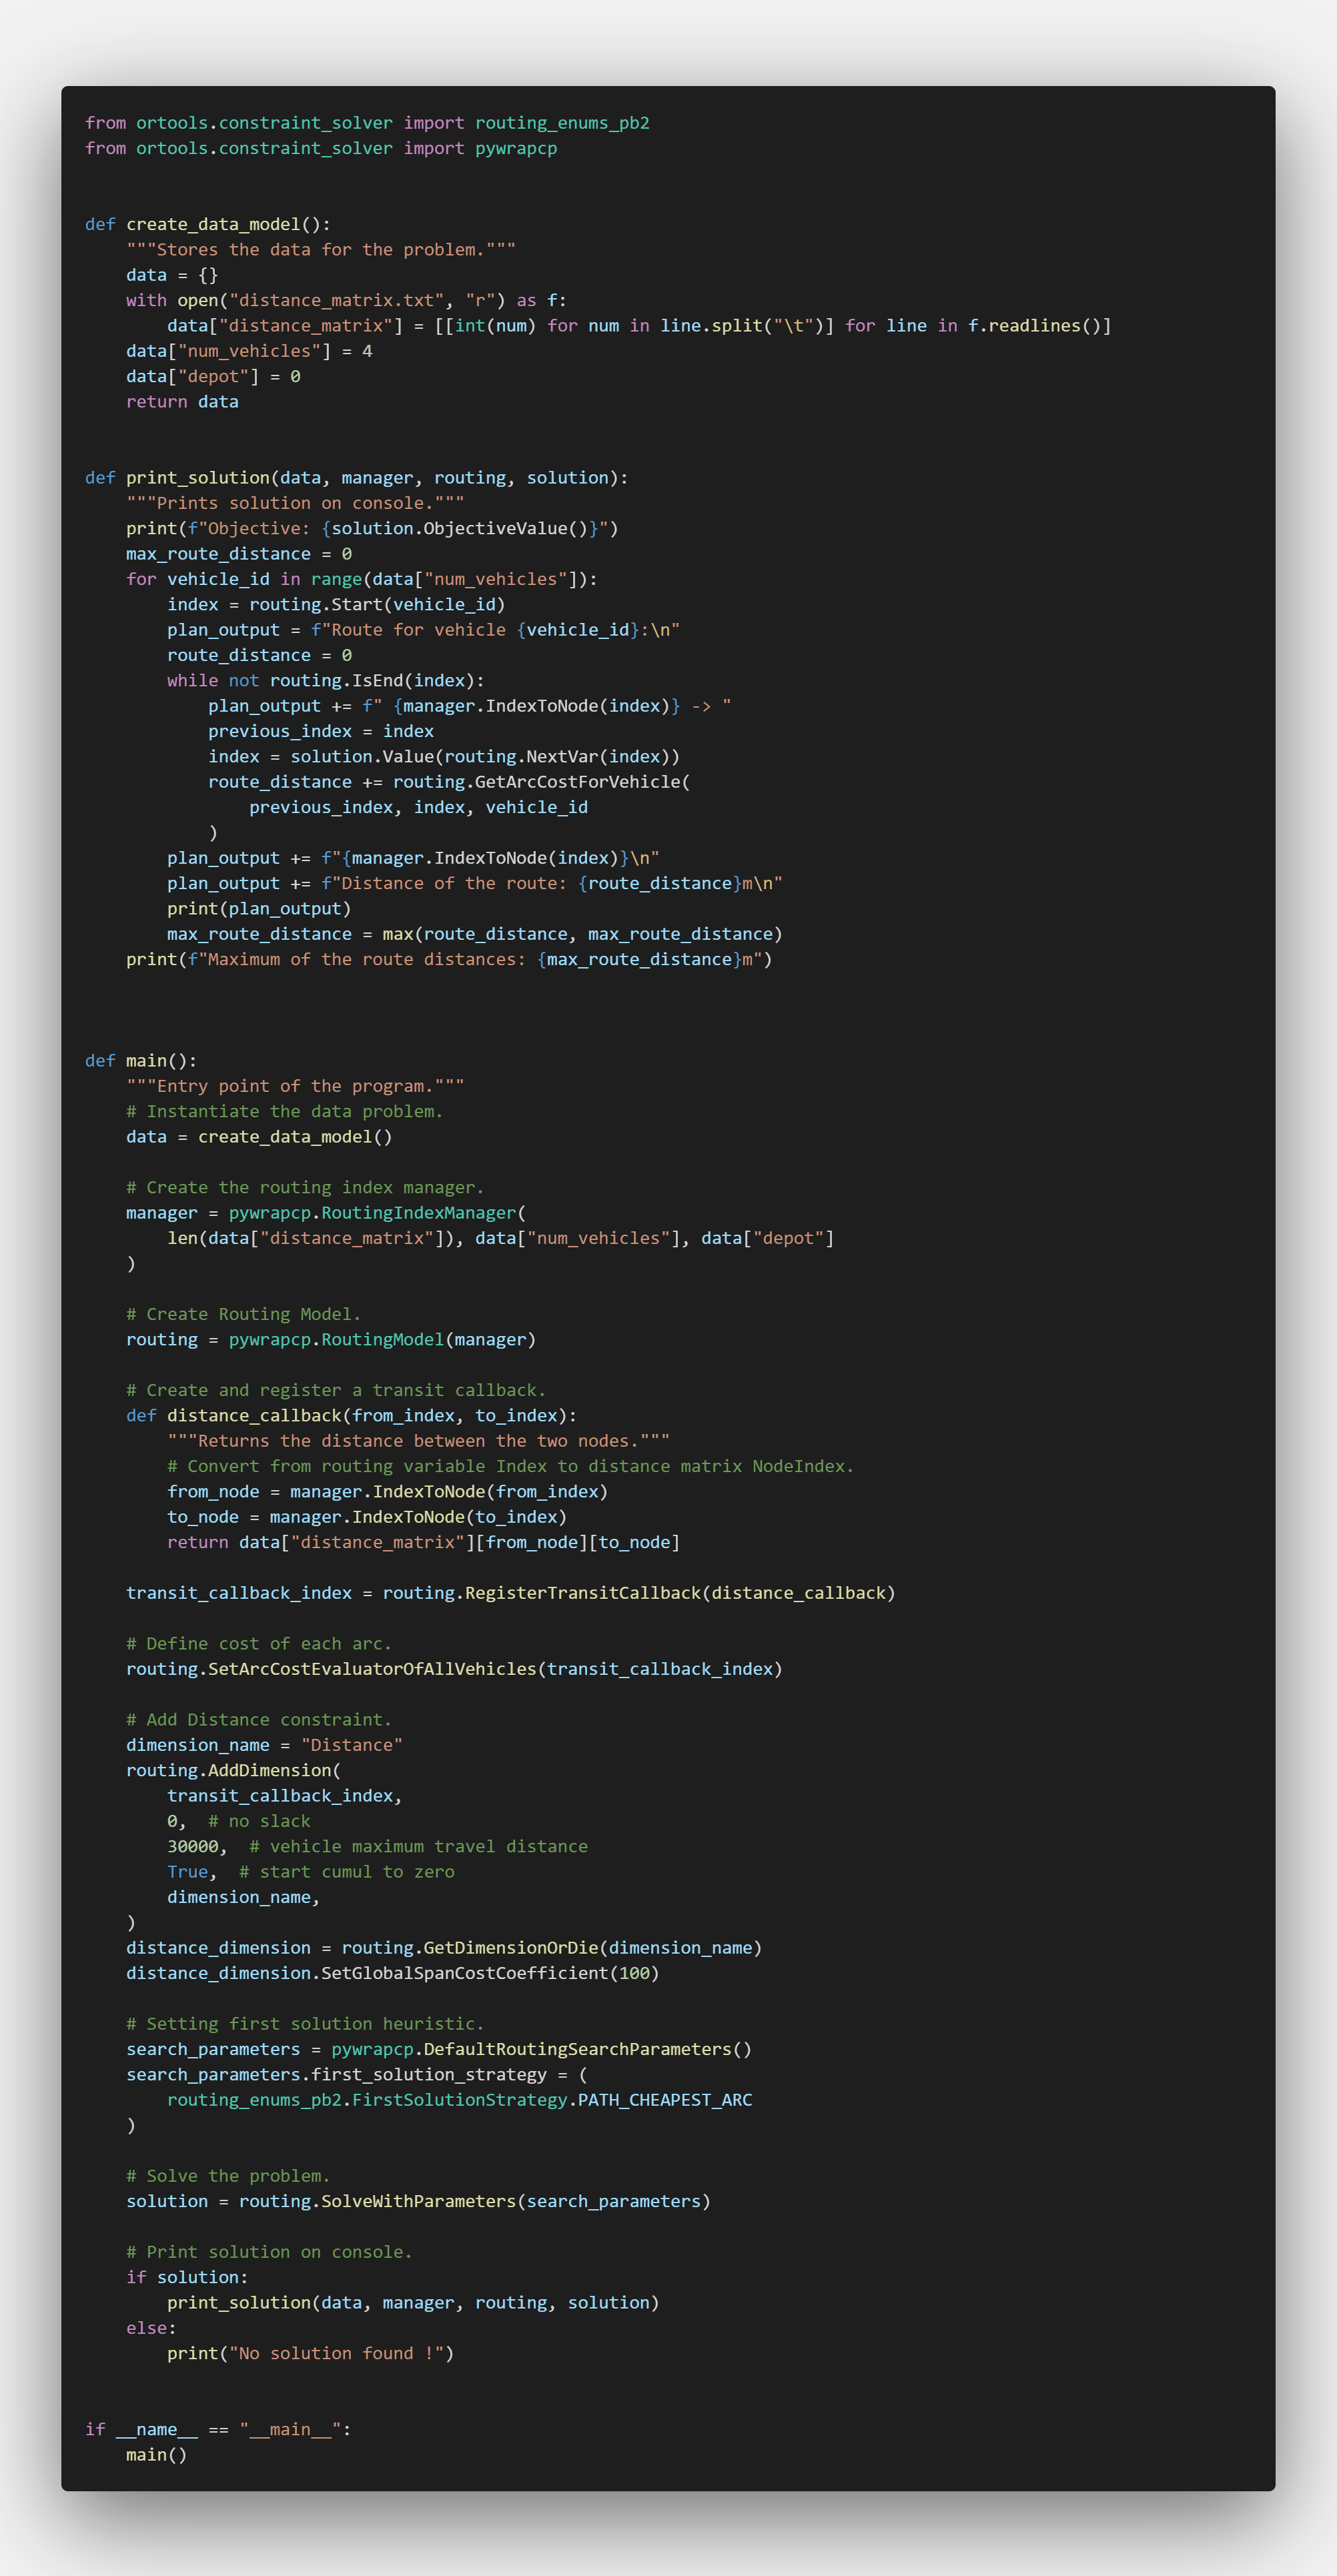 from ortools.constraint_solver import routing_enums_pb2
from ortools.constraint_solver import pywrapcp


def create_data_model():
    """Stores the data for the problem."""
    data = {}
    with open("distance_matrix.txt", "r") as f:
        data["distance_matrix"] = [[int(num) for num in line.split("\t")] for line in f.readlines()]
    data["num_vehicles"] = 4
    data["depot"] = 0
    return data


def print_solution(data, manager, routing, solution):
    """Prints solution on console."""
    print(f"Objective: {solution.ObjectiveValue()}")
    max_route_distance = 0
    for vehicle_id in range(data["num_vehicles"]):
        index = routing.Start(vehicle_id)
        plan_output = f"Route for vehicle {vehicle_id}:\n"
        route_distance = 0
        while not routing.IsEnd(index):
            plan_output += f" {manager.IndexToNode(index)} -> "
            previous_index = index
            index = solution.Value(routing.NextVar(index))
            route_distance += routing.GetArcCostForVehicle(
                previous_index, index, vehicle_id
            )
        plan_output += f"{manager.IndexToNode(index)}\n"
        plan_output += f"Distance of the route: {route_distance}m\n"
        print(plan_output)
        max_route_distance = max(route_distance, max_route_distance)
    print(f"Maximum of the route distances: {max_route_distance}m")



def main():
    """Entry point of the program."""
    # Instantiate the data problem.
    data = create_data_model()

    # Create the routing index manager.
    manager = pywrapcp.RoutingIndexManager(
        len(data["distance_matrix"]), data["num_vehicles"], data["depot"]
    )

    # Create Routing Model.
    routing = pywrapcp.RoutingModel(manager)

    # Create and register a transit callback.
    def distance_callback(from_index, to_index):
        """Returns the distance between the two nodes."""
        # Convert from routing variable Index to distance matrix NodeIndex.
        from_node = manager.IndexToNode(from_index)
        to_node = manager.IndexToNode(to_index)
        return data["distance_matrix"][from_node][to_node]

    transit_callback_index = routing.RegisterTransitCallback(distance_callback)

    # Define cost of each arc.
    routing.SetArcCostEvaluatorOfAllVehicles(transit_callback_index)

    # Add Distance constraint.
    dimension_name = "Distance"
    routing.AddDimension(
        transit_callback_index,
        0,  # no slack
        30000,  # vehicle maximum travel distance
        True,  # start cumul to zero
        dimension_name,
    )
    distance_dimension = routing.GetDimensionOrDie(dimension_name)
    distance_dimension.SetGlobalSpanCostCoefficient(100)

    # Setting first solution heuristic.
    search_parameters = pywrapcp.DefaultRoutingSearchParameters()
    search_parameters.first_solution_strategy = (
        routing_enums_pb2.FirstSolutionStrategy.PATH_CHEAPEST_ARC
    )

    # Solve the problem.
    solution = routing.SolveWithParameters(search_parameters)

    # Print solution on console.
    if solution:
        print_solution(data, manager, routing, solution)
    else:
        print("No solution found !")


if __name__ == "__main__":
    main()